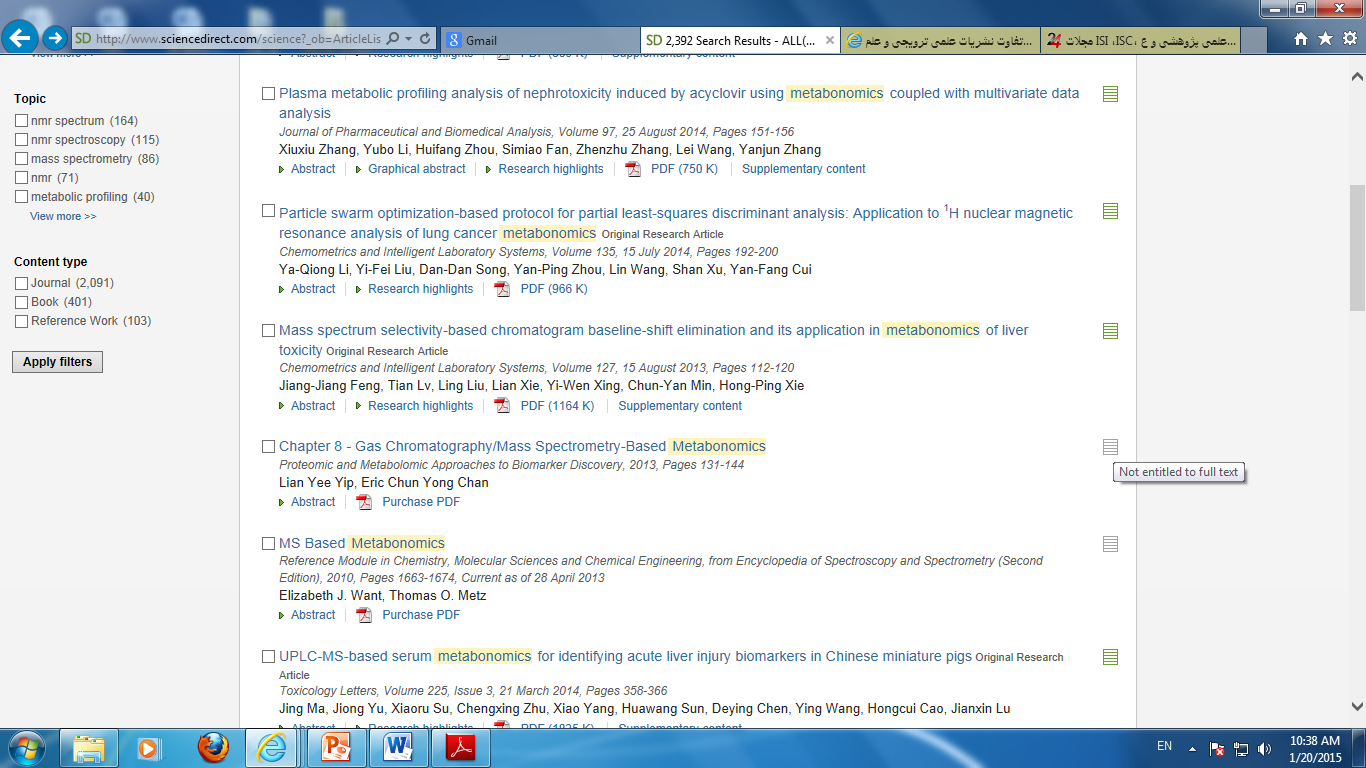 http://www.sciencedirect.com/science?_ob=ArticleLis
Gmail
2,392 Search Results - ALL(...
تفاوت نشریات علمی ترویجی و علم...
مجلات ISI ،ISC، علمی پژوهشی و ع...
Topic
nmr spectrum (164)
nmr spectroscopy (115)
mass spectrometry (86)
nmr (71)
metabolic profiling (40)
View more >>
Content type
Journal (2,091)
Book (401)
Reference Work (103)
Apply filters
Plasma metabolic profiling analysis of nephrotoxicity induced by acyclovir using metabonomics coupled with multivariate data
analysis
Journal of Pharmaceutical and Biomedical Analysis, Volume 97, 25 August 2014, Pages 151-156
Xiuxiu Zhang, Yubo Li, Huifang Zhou, Simiao Fan, Zhenzhu Zhang, Lei Wang, Yanjun Zhang
Abstract Graphical abstract Research highlights PDF (750 K) Supplementary content
Particle swarm optimization-based protocol for partial least-squares discriminant analysis: Application to ¹H nuclear magnetic
resonance analysis of lung cancer metabonomics Original Research Article
Chemometrics and Intelligent Laboratory Systems, Volume 135, 15 July 2014, Pages 192-200
Ya-Qiong Li, Yi-Fei Liu, Dan-Dan Song, Yan-Ping Zhou, Lin Wang, Shan Xu, Yan-Fang Cui
Abstract Research highlights PDF (966 K)
Mass spectrum selectivity-based chromatogram baseline-shift elimination and its application in metabonomics of liver
toxicity Original Research Article
Chemometrics and Intelligent Laboratory Systems, Volume 127, 15 August 2013, Pages 112-120
Jiang-Jiang Feng, Tian Lv, Ling Liu, Lian Xie, Yi-Wen Xing, Chun-Yan Min, Hong-Ping Xie
Abstract Research highlights PDF (1164 K) Supplementary content
Chapter 8 - Gas Chromatography/Mass Spectrometry-Based Metabonomics
Proteomic and Metabolomic Approaches to Biomarker Discovery, 2013, Pages 131-144
Lian Yee Yip, Eric Chun Yong Chan
Abstract Purchase PDF
Not entitled to full text
MS Based Metabonomics
Reference Module in Chemistry, Molecular Sciences and Chemical Engineering, from Encyclopedia of Spectroscopy and Spectrometry (Second
Edition), 2010, Pages 1663-1674, Current as of 28 April 2013
Elizabeth J. Want, Thomas O. Metz
Abstract Purchase PDF
UPLC-MS-based serum metabonomics for identifying acute liver injury biomarkers in Chinese miniature pigs Original Research
Article
Toxicology Letters, Volume 225, Issue 3, 21 March 2014, Pages 358-366
Jing Ma, Jiong Yu, Xiaoru Su, Chengxing Zhu, Xiao Yang, Huawang Sun, Deying Chen, Ying Wang, Hongcui Cao, Jianxin Lu
Abstract Research highlights PDF (1825 K) Supplementary content
EN
10:38 AM
1/20/2015